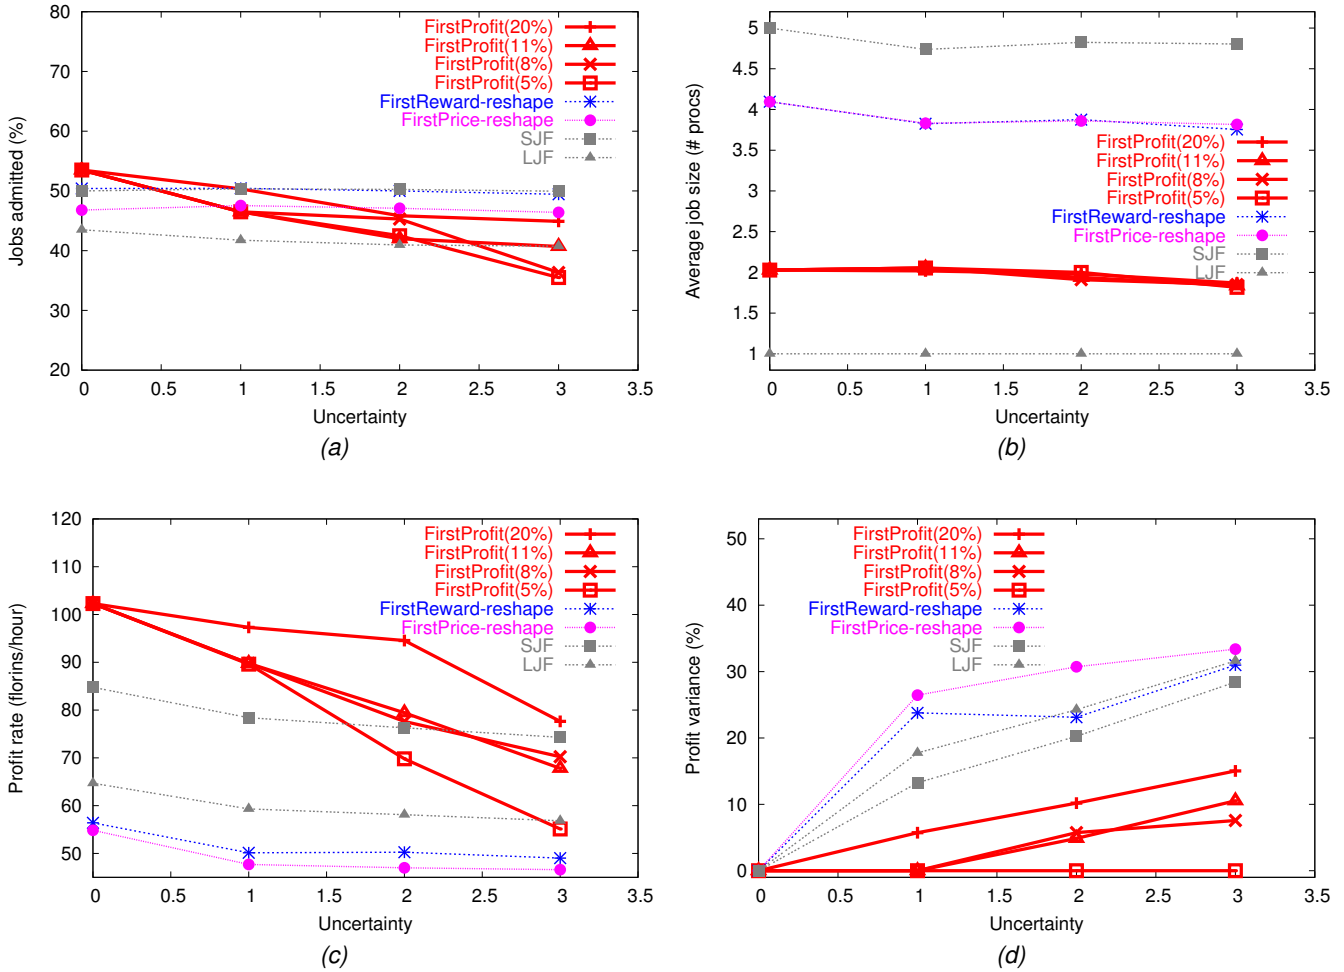 80
70
60
50
40
30
20
0
0.5
1
1.5
2
2.5
3
3.5
Jobs admitted (%)
Uncertainty
FirstProfit(20%)
FirstProfit(11%)
FirstProfit(8%)
FirstProfit(5%)
FirstReward-reshape
FirstPrice-reshape
SJF
LJF
(a)
5
4.5
4
3.5
3
2.5
2
1.5
1
0
0.5
1
1.5
2
2.5
3
3.5
Average job size (# procs)
Uncertainty
FirstProfit(20%)
FirstProfit(11%)
FirstProfit(8%)
FirstProfit(5%)
FirstReward-reshape
FirstPrice-reshape
SJF
LJF
(b)
120
110
100
90
80
70
60
50
0
0.5
1
1.5
2
2.5
3
3.5
Profit rate (florins/hour)
Uncertainty
FirstProfit(20%)
FirstProfit(11%)
FirstProfit(8%)
FirstProfit(5%)
FirstReward-reshape
FirstPrice-reshape
SJF
LJF
(c)
50
40
30
20
10
0
0
0.5
1
1.5
2
2.5
3
3.5
Profit variance (%)
Uncertainty
FirstProfit(20%)
FirstProfit(11%)
FirstProfit(8%)
FirstProfit(5%)
FirstReward-reshape
FirstPrice-reshape
SJF
LJF
(d)